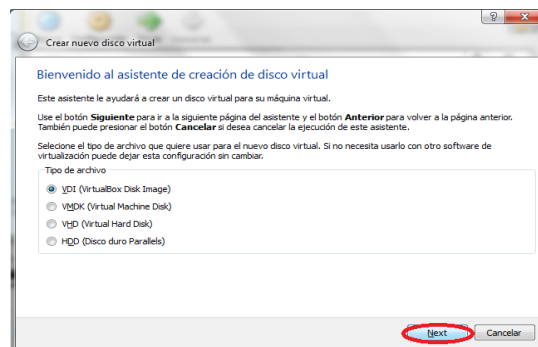 Crear nuevo disco virtual
Bienvenido al asistente de creación de disco virtual
Este asistente le ayudará a crear un disco virtual para su máquina virtual.
Use el botón Siguiente para ir a la siguiente página del asistente y el botón Anterior para volver a la página anterior.
También puede presionar el botón Cancelar si desea cancelar la ejecución de este asistente.
Selecione el tipo de archivo que quiere usar para el nuevo disco virtual. Si no necesita usarlo con otro software de
virtualización puede dejar esta configuración sin cambiar.
Tipo de archivo
VDI (VirtualBox Disk Image)
VMDK (Virtual Machine Disk)
VHD (Virtual Hard Disk)
HDD (Disco duro Parallels)
Next Cancelar